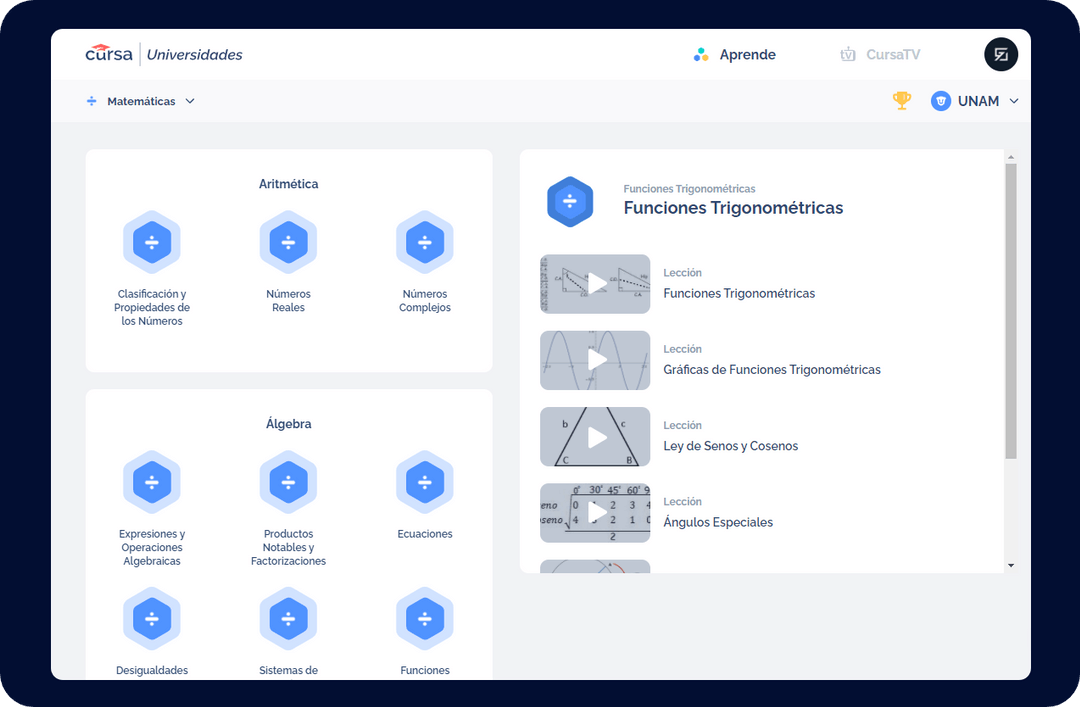 cursa | Universidades
Aprende
CursaTV
Matemáticas
UNAM
Aritmética
Clasificación y
Propiedades de
los Números
Números
Reales
Números
Complejos
Álgebra
Expresiones y
Operaciones
Algebraicas
Productos
Notables y
Factorizaciones
Ecuaciones
Desigualdades
Sistemas de
Funciones
Funciones Trigonométricas
Funciones Trigonométricas
Lección
Funciones Trigonométricas
Lección
Gráficas de Funciones Trigonométricas
b c
C B
Lección
Ley de Senos y Cosenos
0° 30° 45° 60° 9
eno 0 1 2 3 4
seno 4 3 2 1 0
2
Lección
Ángulos Especiales